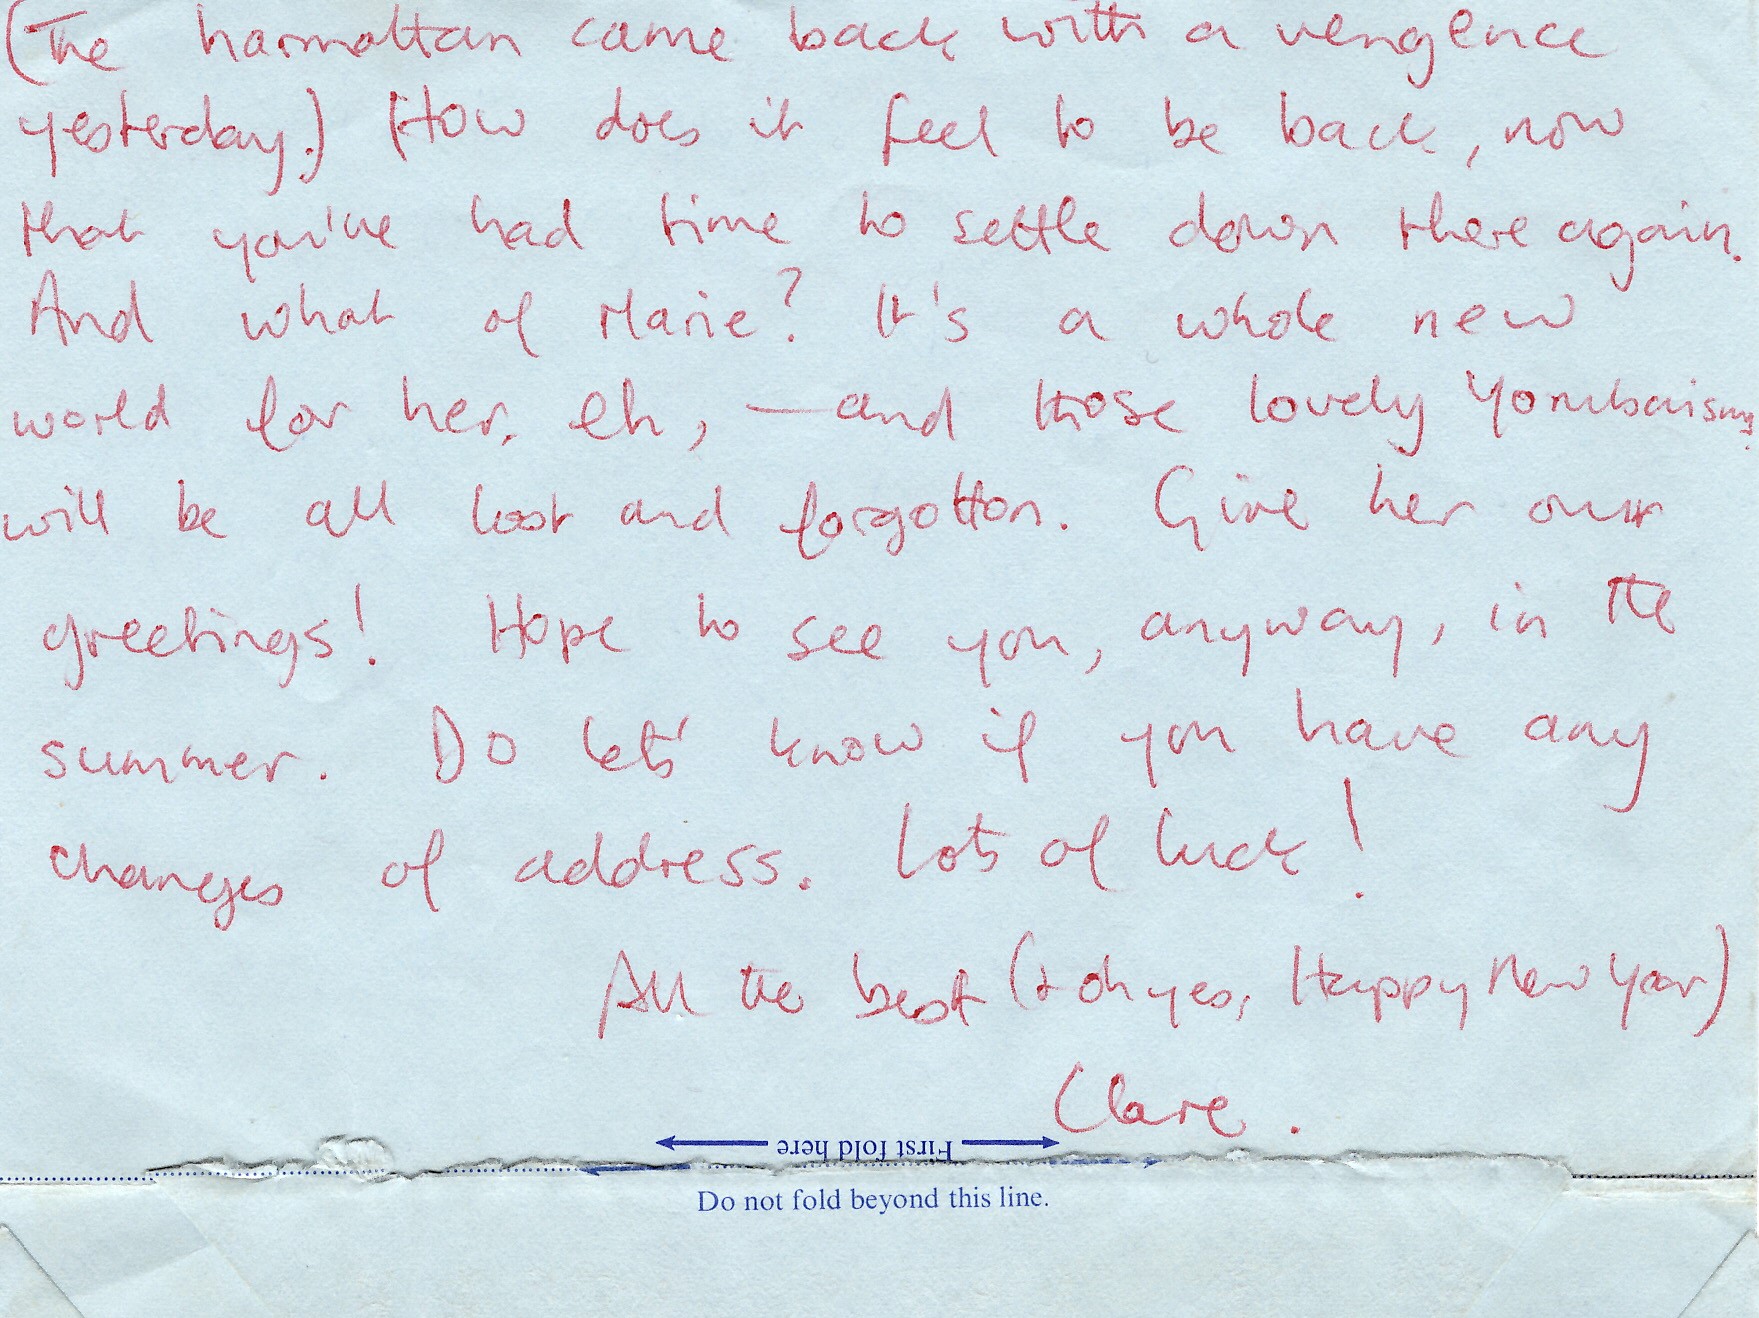 (The harmattan came back with a vengence
yesterday.) How does it feel to be back, now
that you've had time to settle down there again.
And what of Marie? It's a whole new
world for her, eh, — and those lovely Yorubaisms
will be all lost and forgotton. Give her our
greetings! Hope to see you, anyway, in the
summer. Do let's know if you have any
changes of address. Lots of luck!
All the best (& oh yes, Happy New Year)
Clare.
First fold here
Do not fold beyond this line.